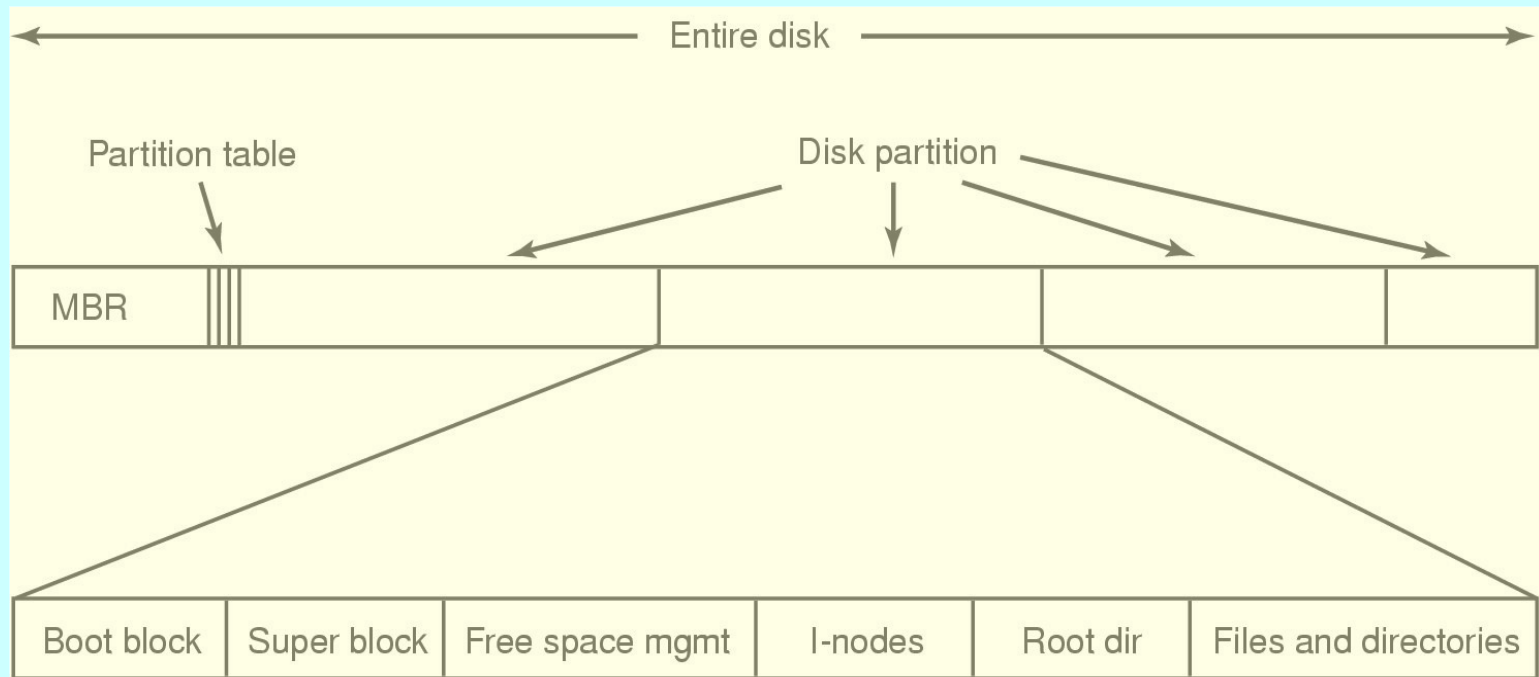 Entire disk
Partition table
Disk partition
MBR
Boot block
Super block
Free space mgmt
I-nodes
Root dir
Files and directories